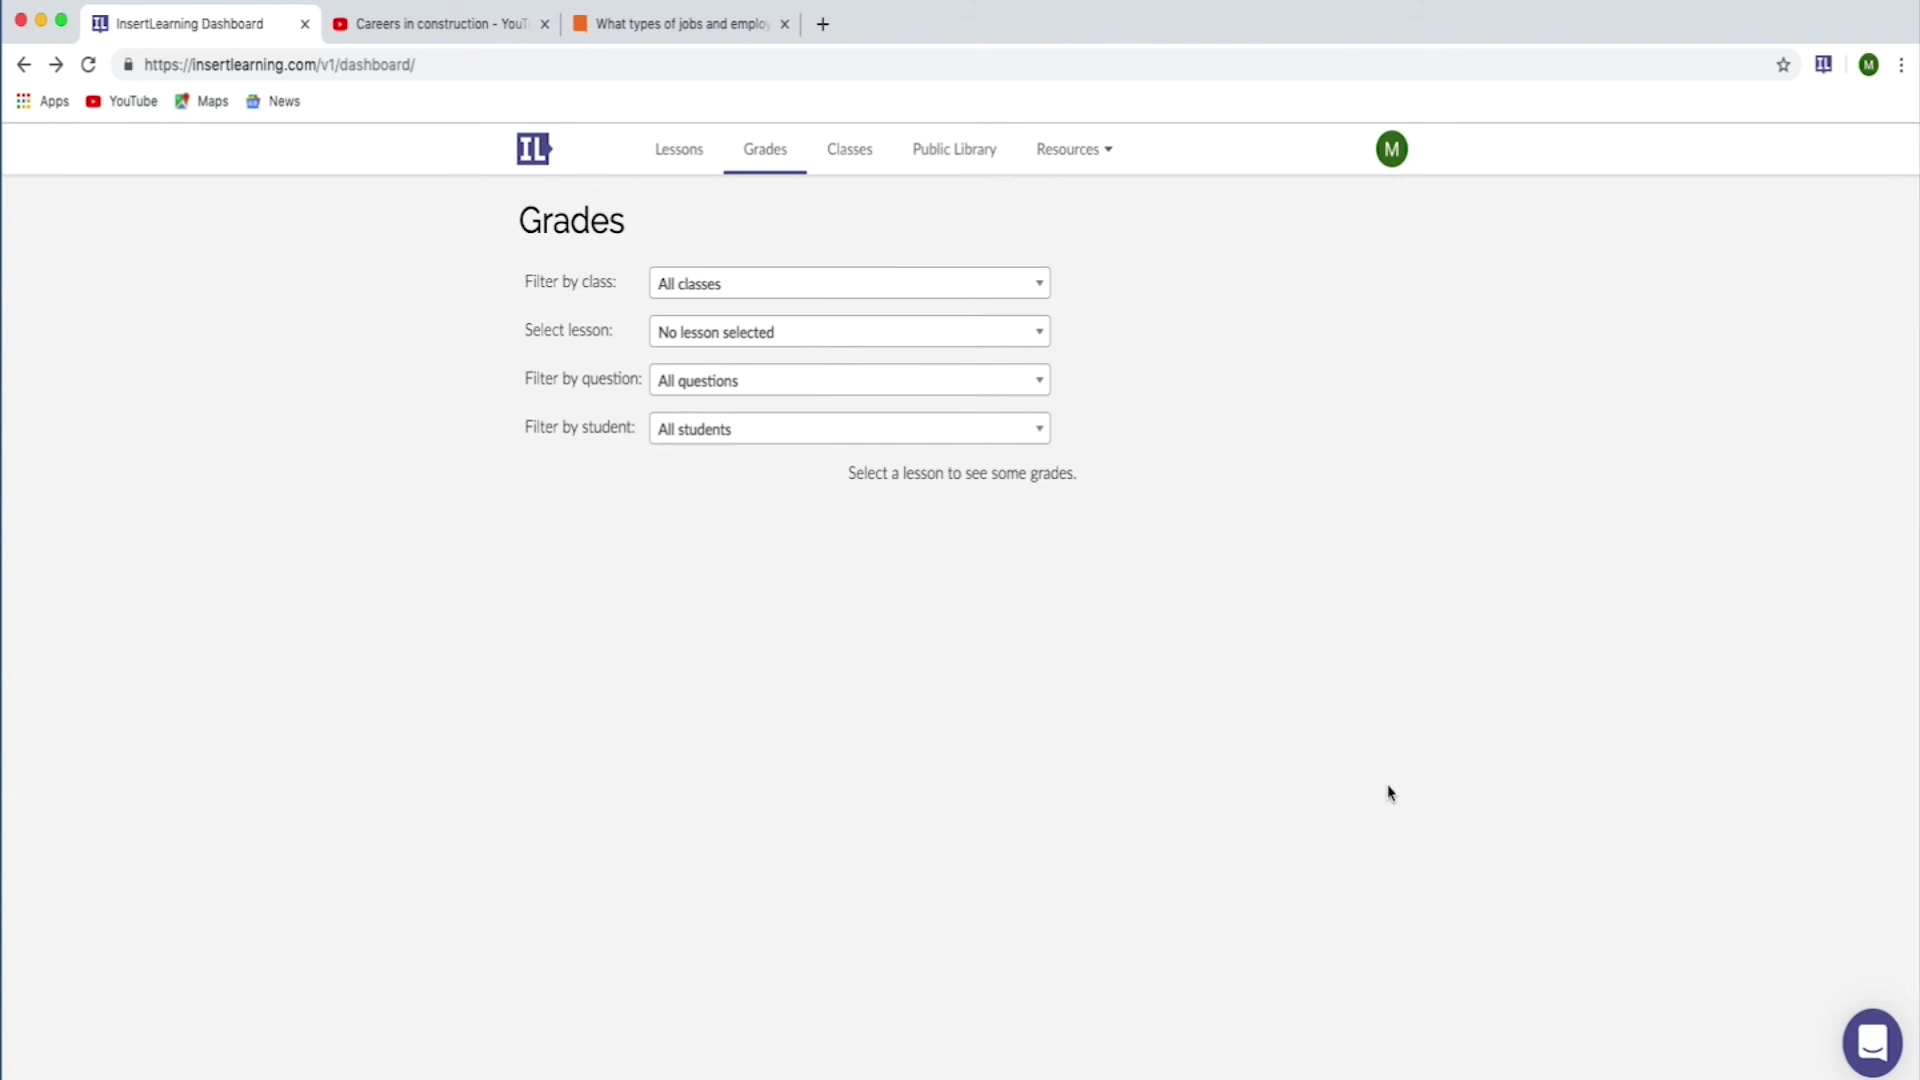 InsertLearning Dashboard
Careers in construction - YouT
What types of jobs and emplo
https://insertlearning.com/v1/dashboard/
IL
M
Apps
YouTube
Maps
News
IL
Lessons
Grades
Classes
Public Library
Resources
M
Grades
Filter by class:
All classes
Select lesson:
No lesson selected
Filter by question:
All questions
Filter by student:
All students
Select a lesson to see some grades.